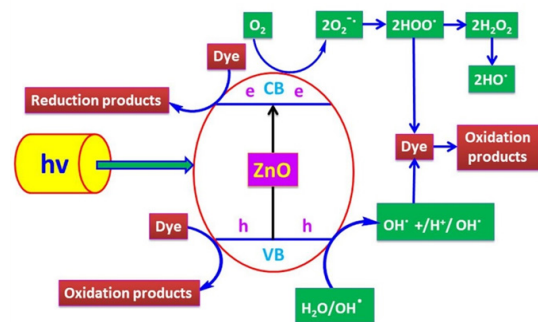 O₂
2O₂⁻·
2HOO·
2H₂O₂
2HO·
Dye
Reduction products
e CB e
hν
ZnO
Dye
Oxidation products
Dye
h h
VB
OH· +/H⁺/ OH·
Oxidation products
H₂O/OH·